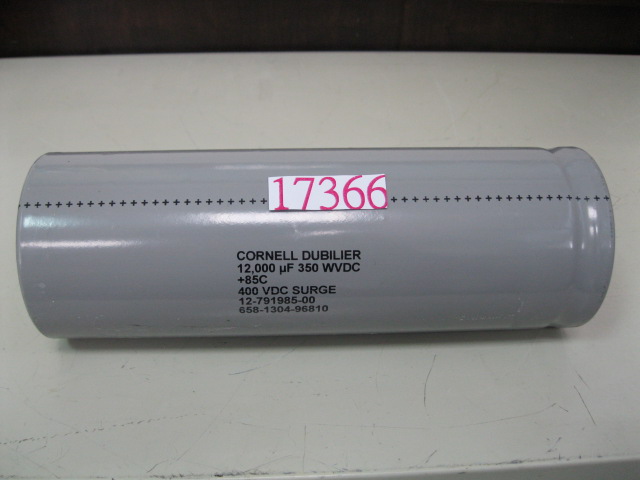 17366
CORNELL DUBILIER
12,000 µF 350 WVDC
+85C
400 VDC SURGE
12-791985-00
658-1304-96810